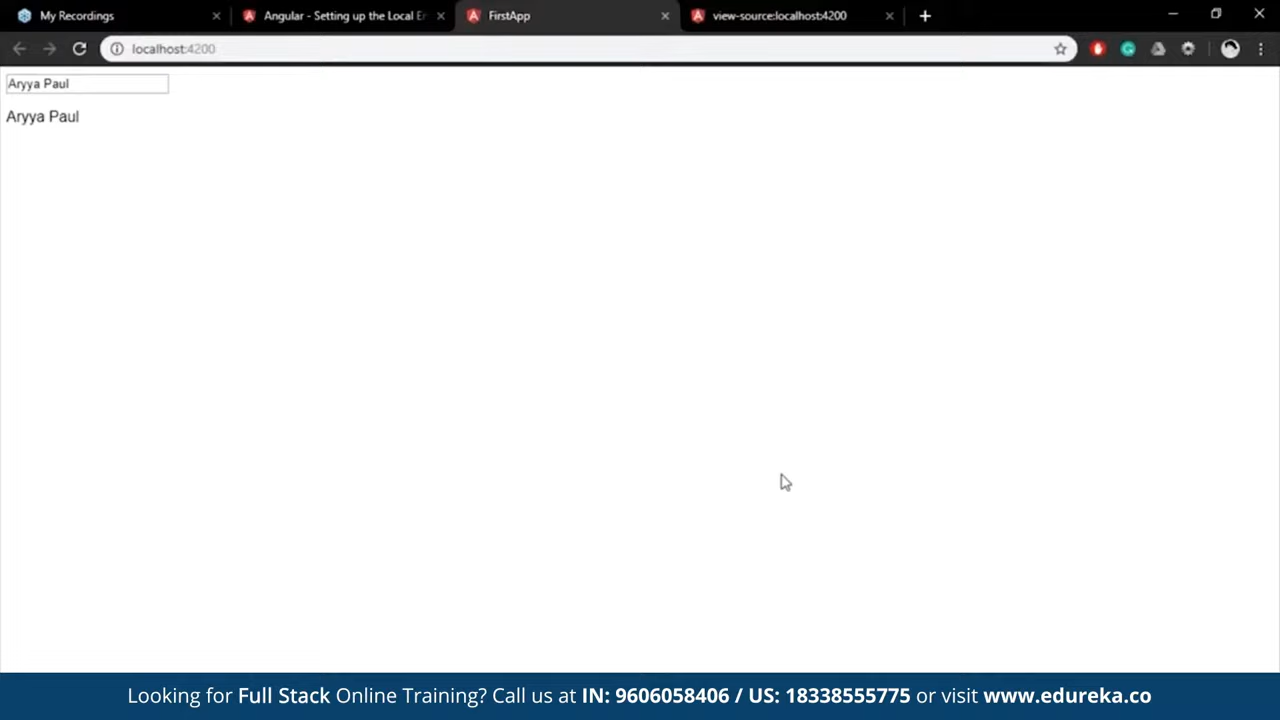 My Recordings
Angular - Setting up the Local En
FirstApp
view-source:localhost:4200
localhost:4200
Aryya Paul
Aryya Paul
Looking for Full Stack Online Training? Call us at IN: 9606058406 / US: 18338555775 or visit www.edureka.co